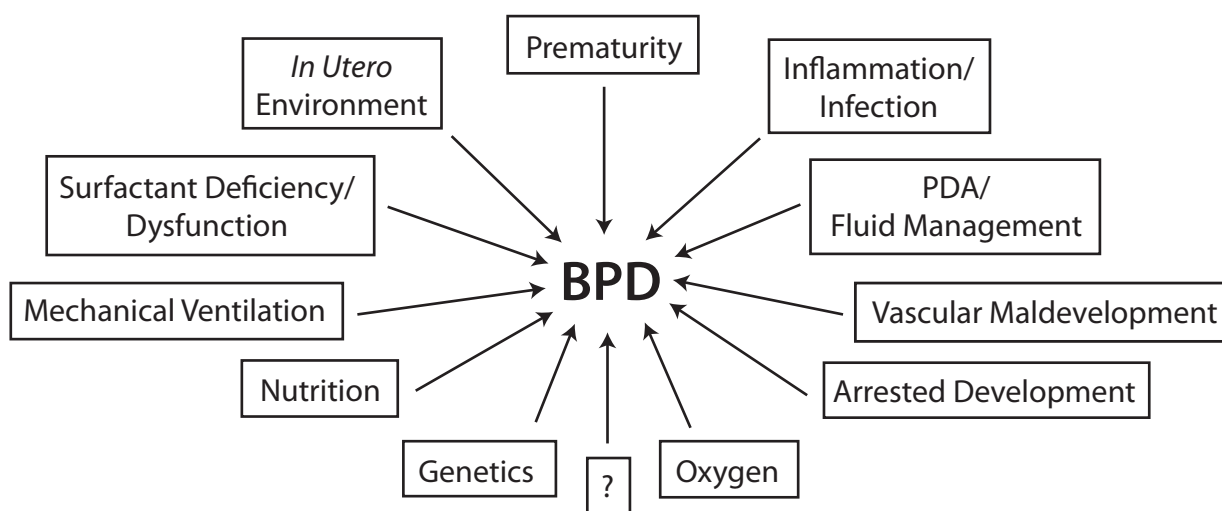 Prematurity
In Utero
Environment
Inflammation/
Infection
Surfactant Deficiency/
Dysfunction
PDA/
Fluid Management
BPD
Mechanical Ventilation
Vascular Maldevelopment
Nutrition
Arrested Development
Genetics
?
Oxygen